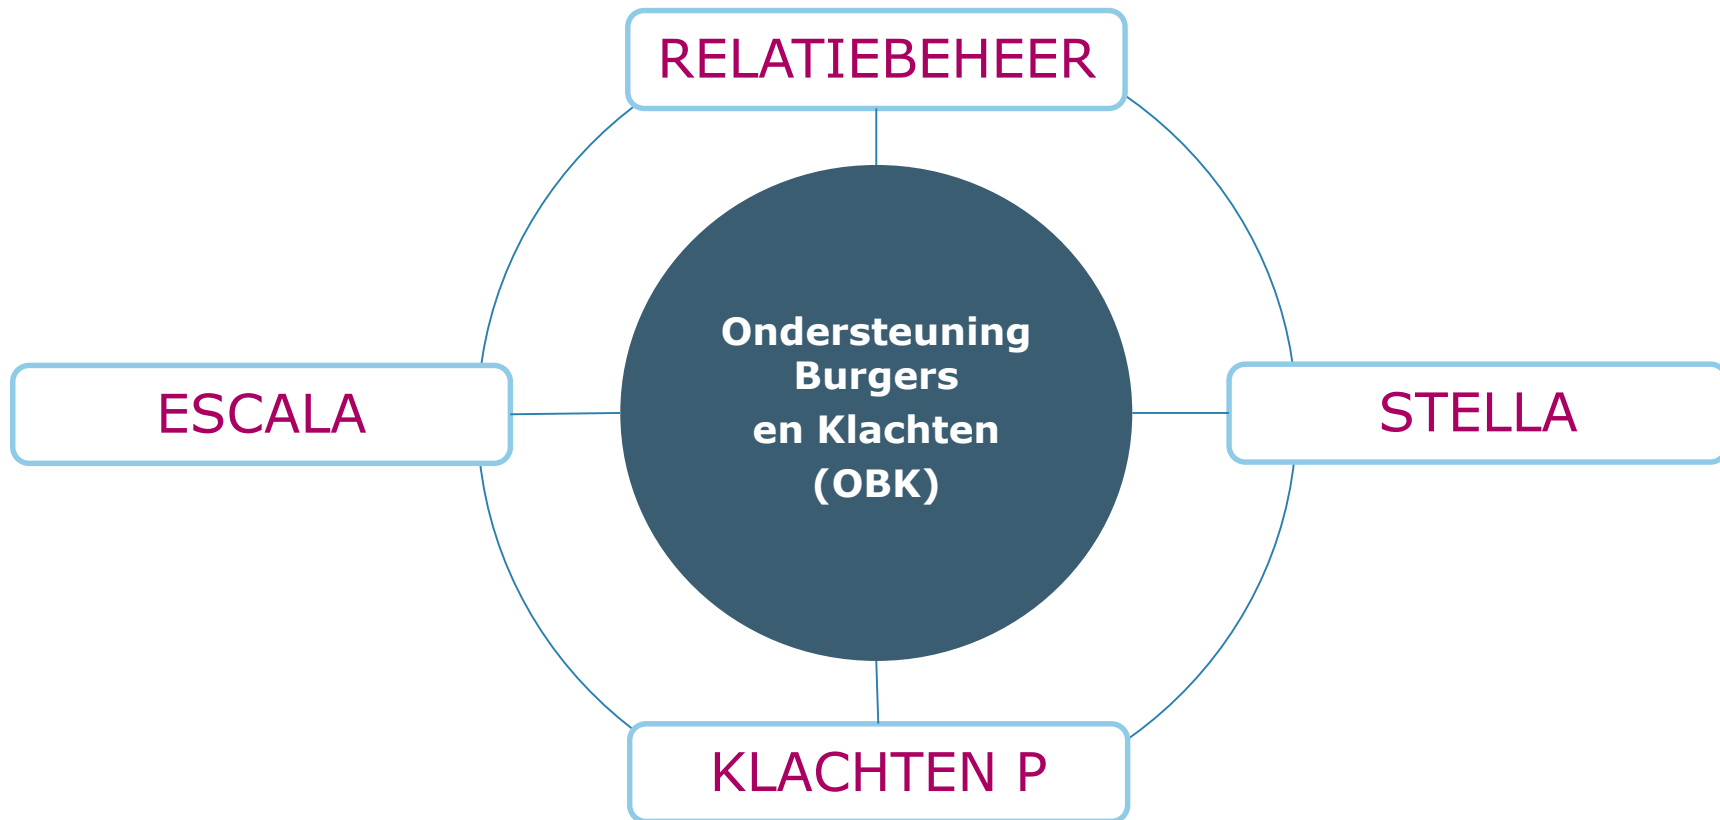 RELATIEBEHEER
Ondersteuning
Burgers
en Klachten
(OBK)
ESCALA
STELLA
KLACHTEN P